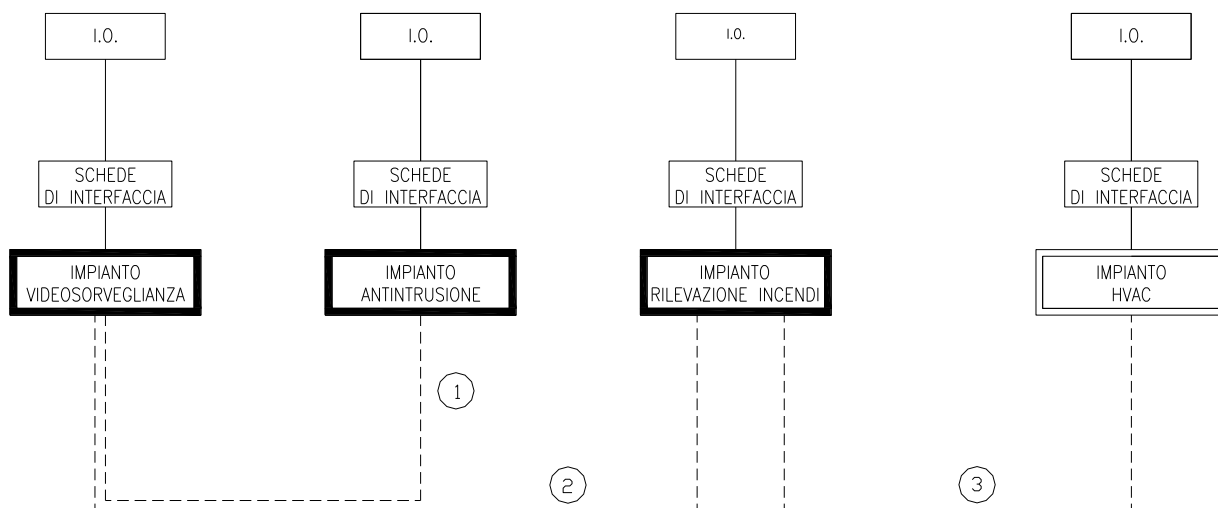 I.O.
I.O.
I.O.
I.O.
SCHEDE
DI INTERFACCIA
SCHEDE
DI INTERFACCIA
SCHEDE
DI INTERFACCIA
SCHEDE
DI INTERFACCIA
IMPIANTO
VIDEOSORVEGLIANZA
IMPIANTO
ANTINTRUSIONE
IMPIANTO
RILEVAZIONE INCENDI
IMPIANTO
HVAC
1
2
3